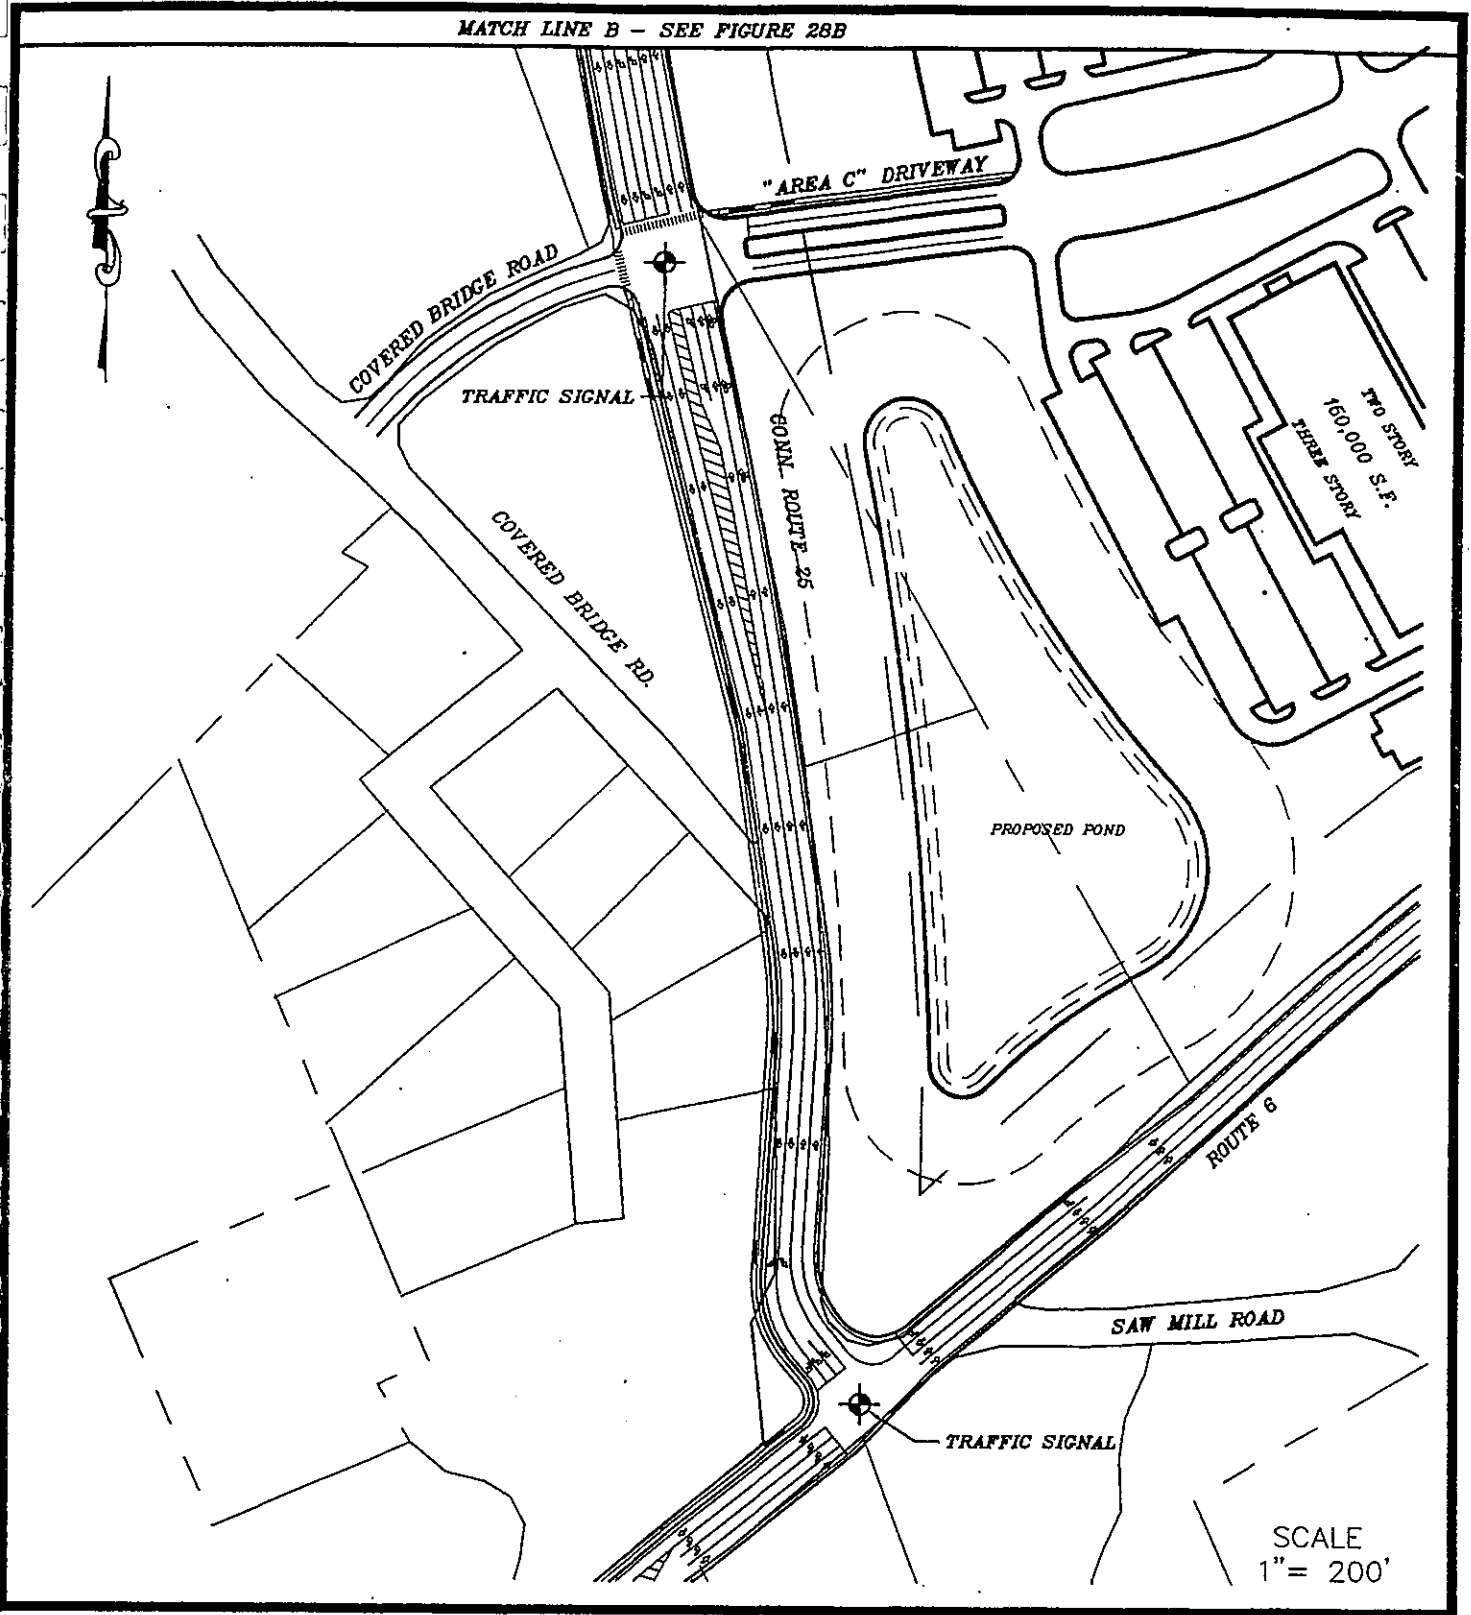 MATCH LINE B - SEE FIGURE 28B
"AREA C" DRIVEWAY
COVERED BRIDGE ROAD
TRAFFIC SIGNAL
CONN. ROUTE 25
TWO STORY
160,000 S.F.
THREE STORY
COVERED BRIDGE RD.
PROPOSED POND
ROUTE 6
SAW MILL ROAD
TRAFFIC SIGNAL
SCALE
1"= 200'